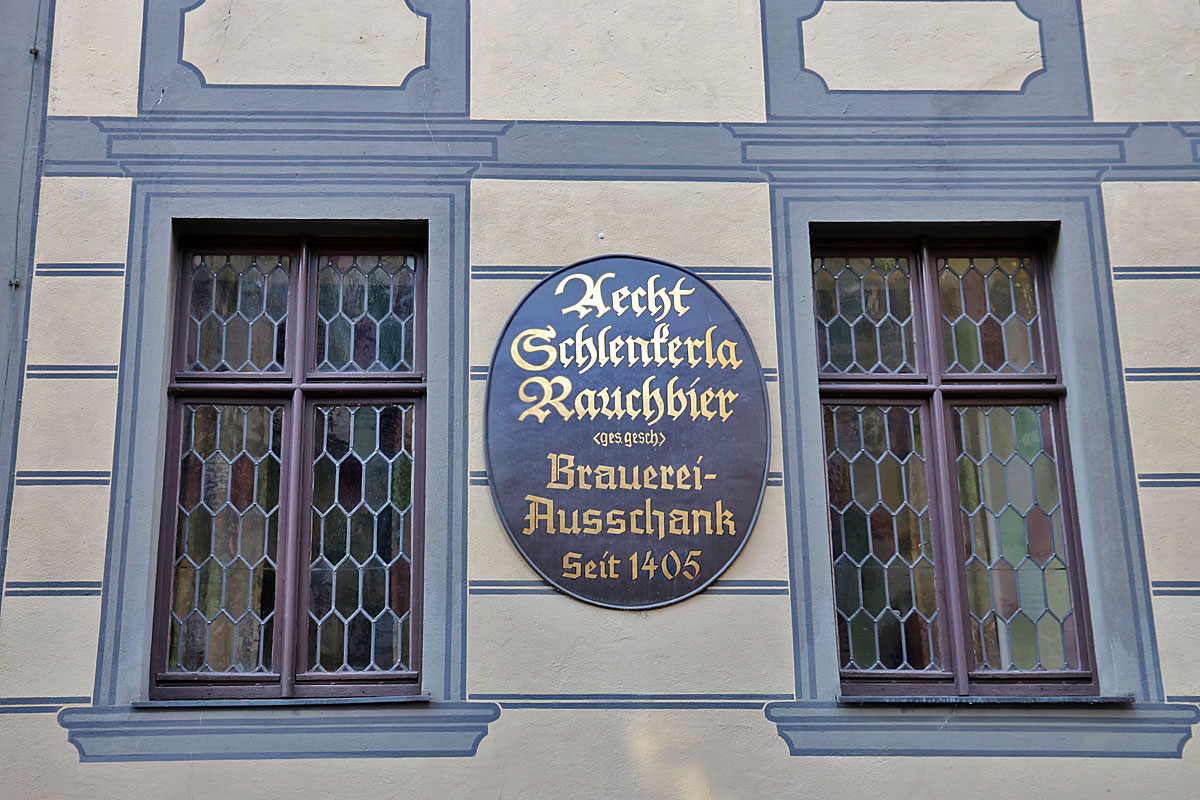 Aecht
Schlenkerla
Rauchbier
<ges.gesch>
Brauerei-
Ausschank
Seit 1405